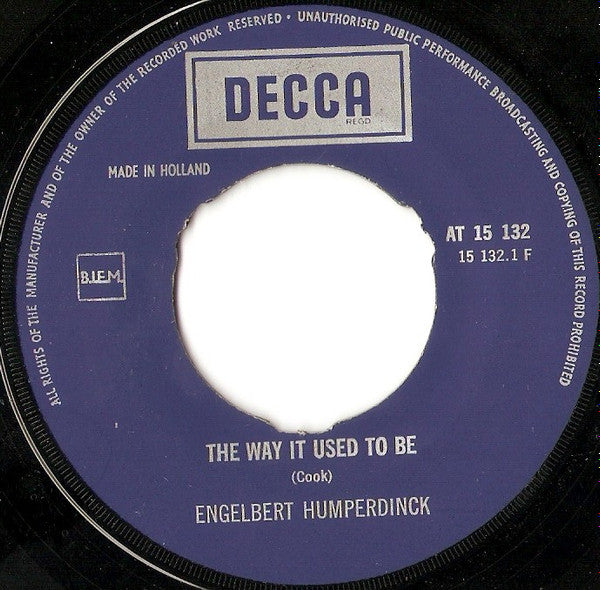 ALL RIGHTS OF THE MANUFACTURER AND OF THE OWNER OF THE RECORDED WORK RESERVED · UNAUTHORISED PUBLIC PERFORMANCE BROADCASTING AND COPYING OF THIS RECORD PROHIBITED
DECCA
REGD
MADE IN HOLLAND
AT 15 132
15 132.1 F
B.I.E.M.
THE WAY IT USED TO BE
(Cook)
ENGELBERT HUMPERDINCK